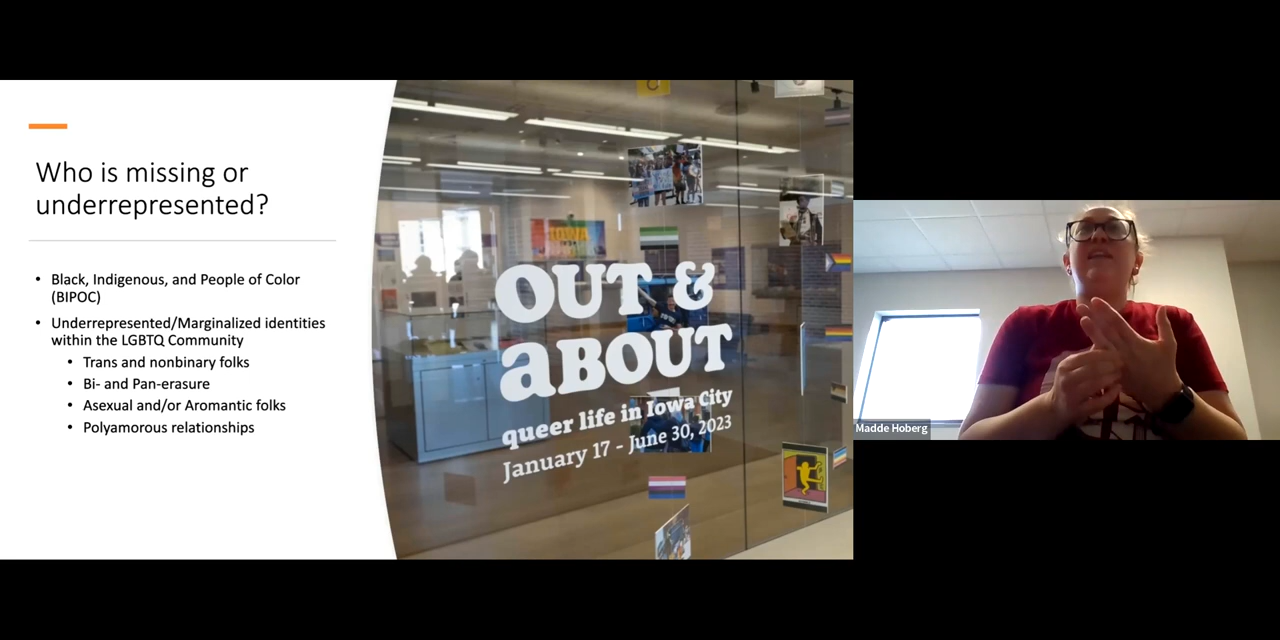 Who is missing or
underrepresented?
• Black, Indigenous, and People of Color
(BIPOC)
• Underrepresented/Marginalized identities
within the LGBTQ Community
• Trans and nonbinary folks
• Bi- and Pan-erasure
• Asexual and/or Aromantic folks
• Polyamorous relationships
IOWA
OUT &
aBOUT
queer life in Iowa City
January 17 - June 30, 2023
Madde Hoberg